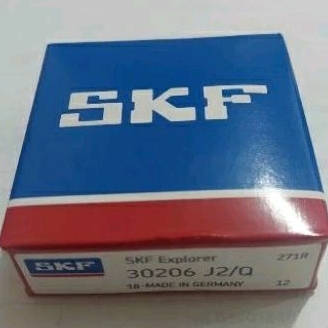 SKF
SKF SKF Explorer 271R
30206 J2/Q
18-MADE IN GERMANY 12